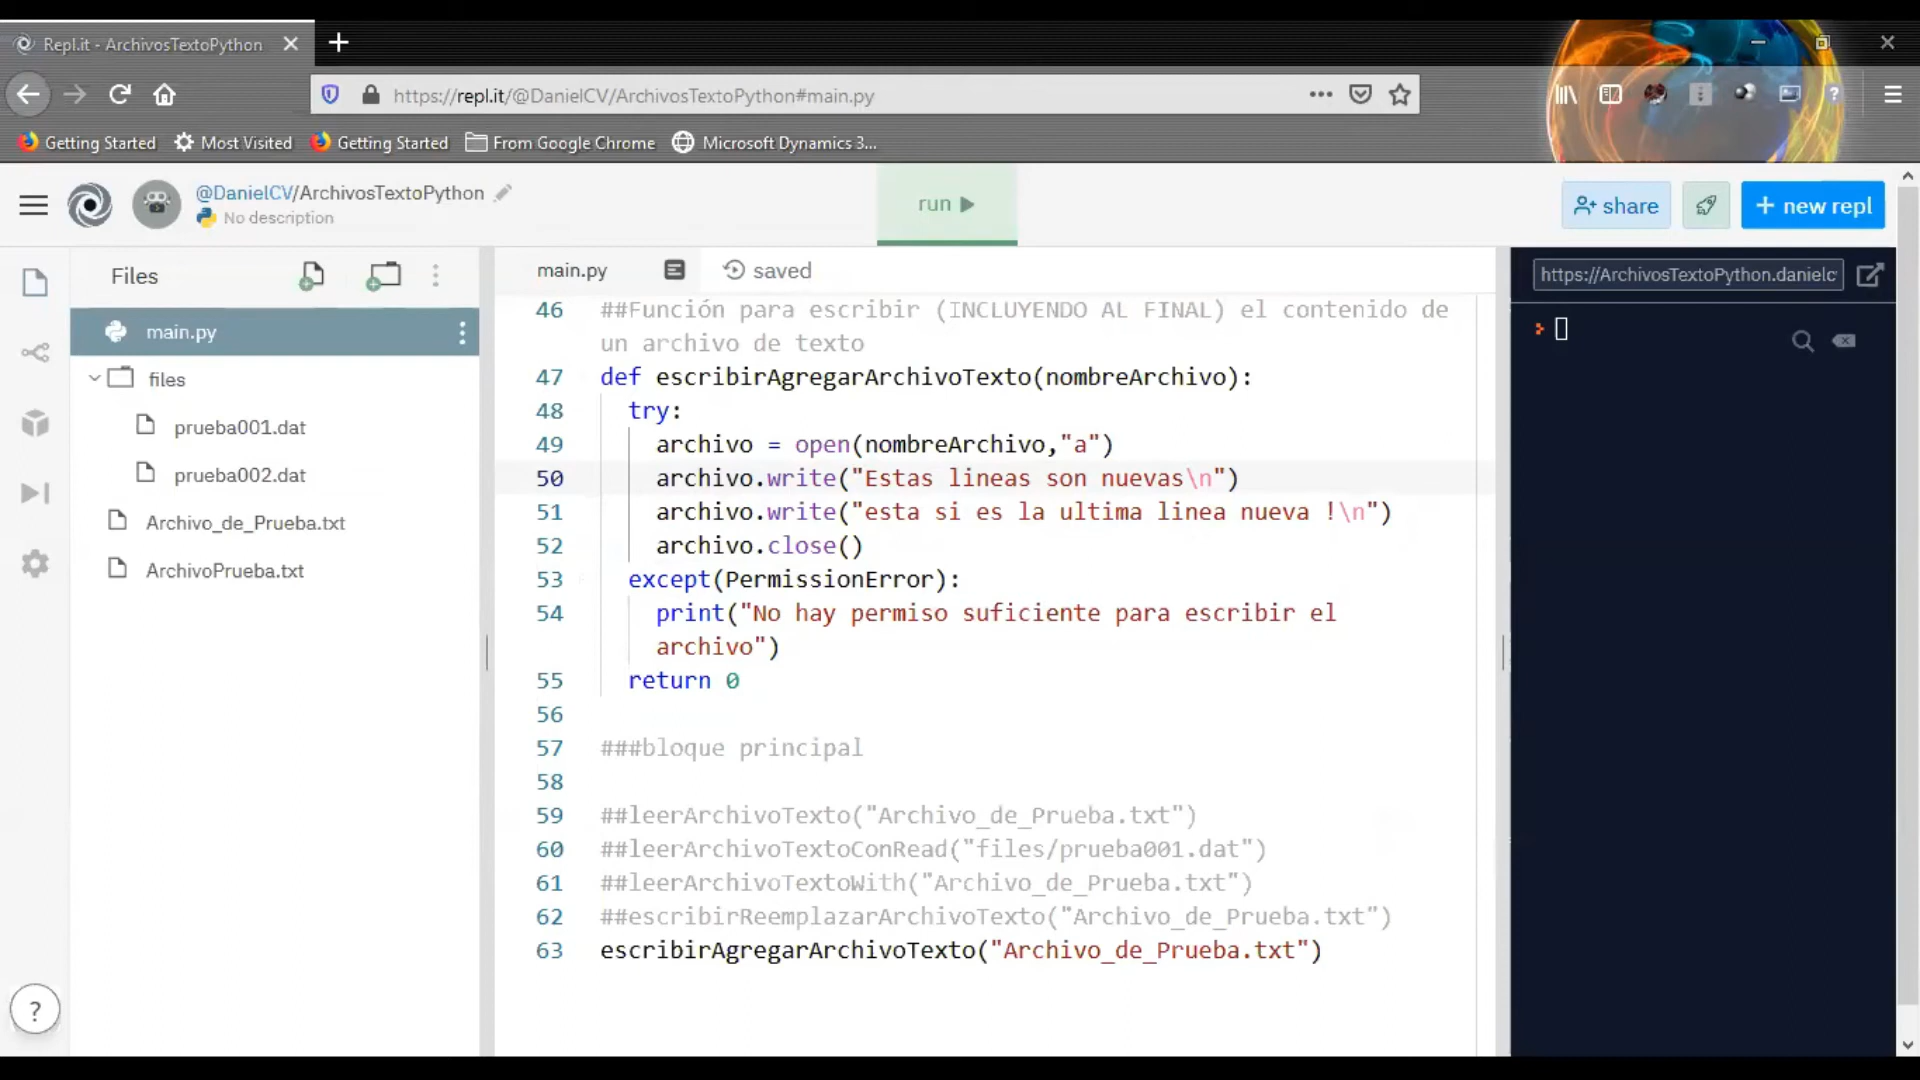 Repl.it - ArchivosTextoPython
https://repl.it/@DanielCV/ArchivosTextoPython#main.py
Getting Started
Most Visited
Getting Started
From Google Chrome
Microsoft Dynamics 3...
@DanielCV/ArchivosTextoPython
No description
run
share
+ new repl
Files
main.py
files
prueba001.dat
prueba002.dat
Archivo_de_Prueba.txt
ArchivoPrueba.txt
?
main.py
saved
46 ##Función para escribir (INCLUYENDO AL FINAL) el contenido de
un archivo de texto
47 def escribirAgregarArchivoTexto(nombreArchivo):
48 try:
49 archivo = open(nombreArchivo,"a")
50 archivo.write("Estas lineas son nuevas\n")
51 archivo.write("esta si es la ultima linea nueva !\n")
52 archivo.close()
53 except(PermissionError):
54 print("No hay permiso suficiente para escribir el
archivo")
55 return 0
56
57 ###bloque principal
58
59 ##leerArchivoTexto("Archivo_de_Prueba.txt")
60 ##leerArchivoTextoConRead("files/prueba001.dat")
61 ##leerArchivoTextoWith("Archivo_de_Prueba.txt")
62 ##escribirReemplazarArchivoTexto("Archivo_de_Prueba.txt")
63 escribirAgregarArchivoTexto("Archivo_de_Prueba.txt")
https://ArchivosTextoPython.danielc